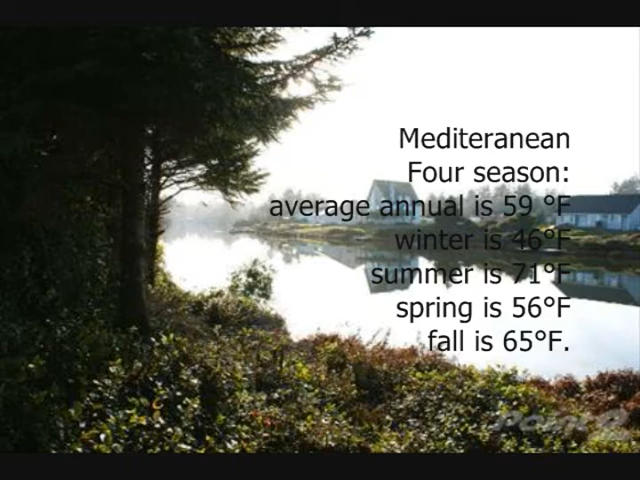 Mediteranean
Four season:
average annual is 59 °F
winter is 46°F
summer is 71°F
spring is 56°F
fall is 65°F.
Point2